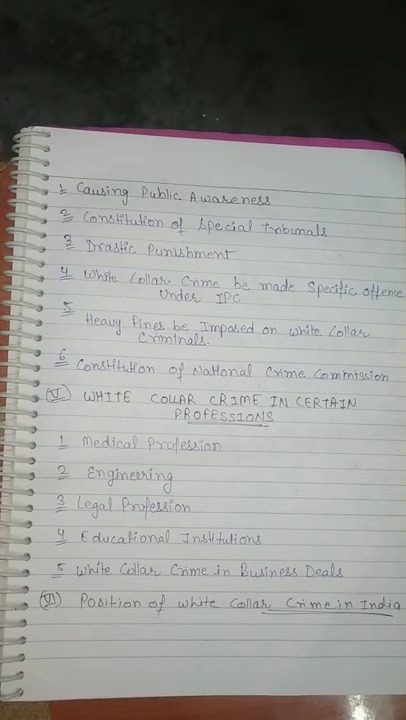 1 Causing Public Awareness
2 Constitution of Special Tribunals
3 Drastic Punishment
4 White Collar Crime be made Specific offence
Under IPC
5
Heavy Fines be Imposed on White Collar
Criminals.
6 Constitution of National Crime Commission
(V) WHITE COLLAR CRIME IN CERTAIN
PROFESSIONS
1 Medical Profession
2 Engineering
3 Legal Profession
4 Educational Institutions
5 White Collar Crime in Business Deals
(VI) Position of White Collar Crime in India